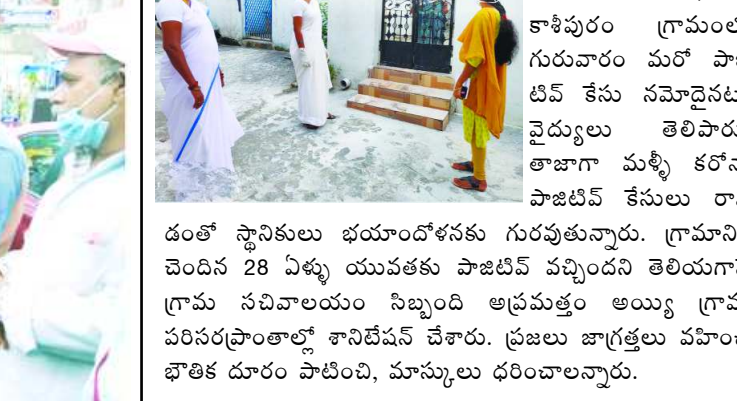 కాశీపురం గ్రామంలో
గురువారం మరో పాజి
టివ్ కేసు నమోదైనట
వైద్యులు తెలిపారు
తాజాగా మళ్ళీ కరోనా
పాజిటివ్ కేసులు రావ
డంతో స్థానికులు భయాందోళనకు గురవుతున్నారు. గ్రామాని
చెందిన 28 ఏళ్ళు యువతకు పాజిటివ్ వచ్చిందని తెలియగానే
గ్రామ సచివాలయం సిబ్బంది అప్రమత్తం అయ్యి గ్రామ
పరిసరప్రాంతాల్లో శానిటేషన్ చేశారు. ప్రజలు జాగ్రత్తలు వహించి
భౌతిక దూరం పాటించి, మాస్కులు ధరించాలన్నారు.